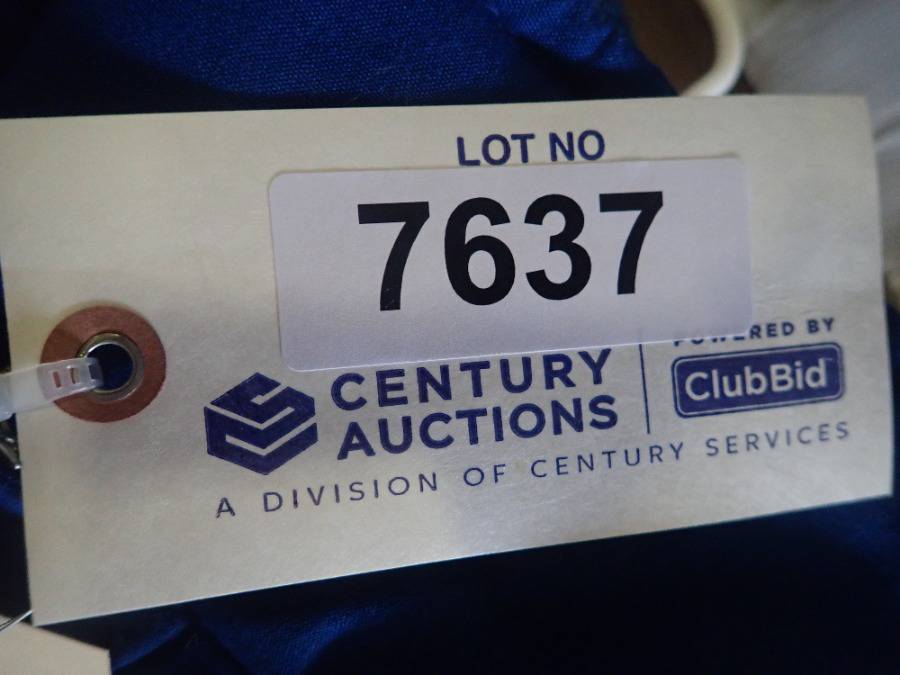 LOT NO
7637
CENTURY
AUCTIONS
POWERED BY
ClubBid
A DIVISION OF CENTURY SERVICES